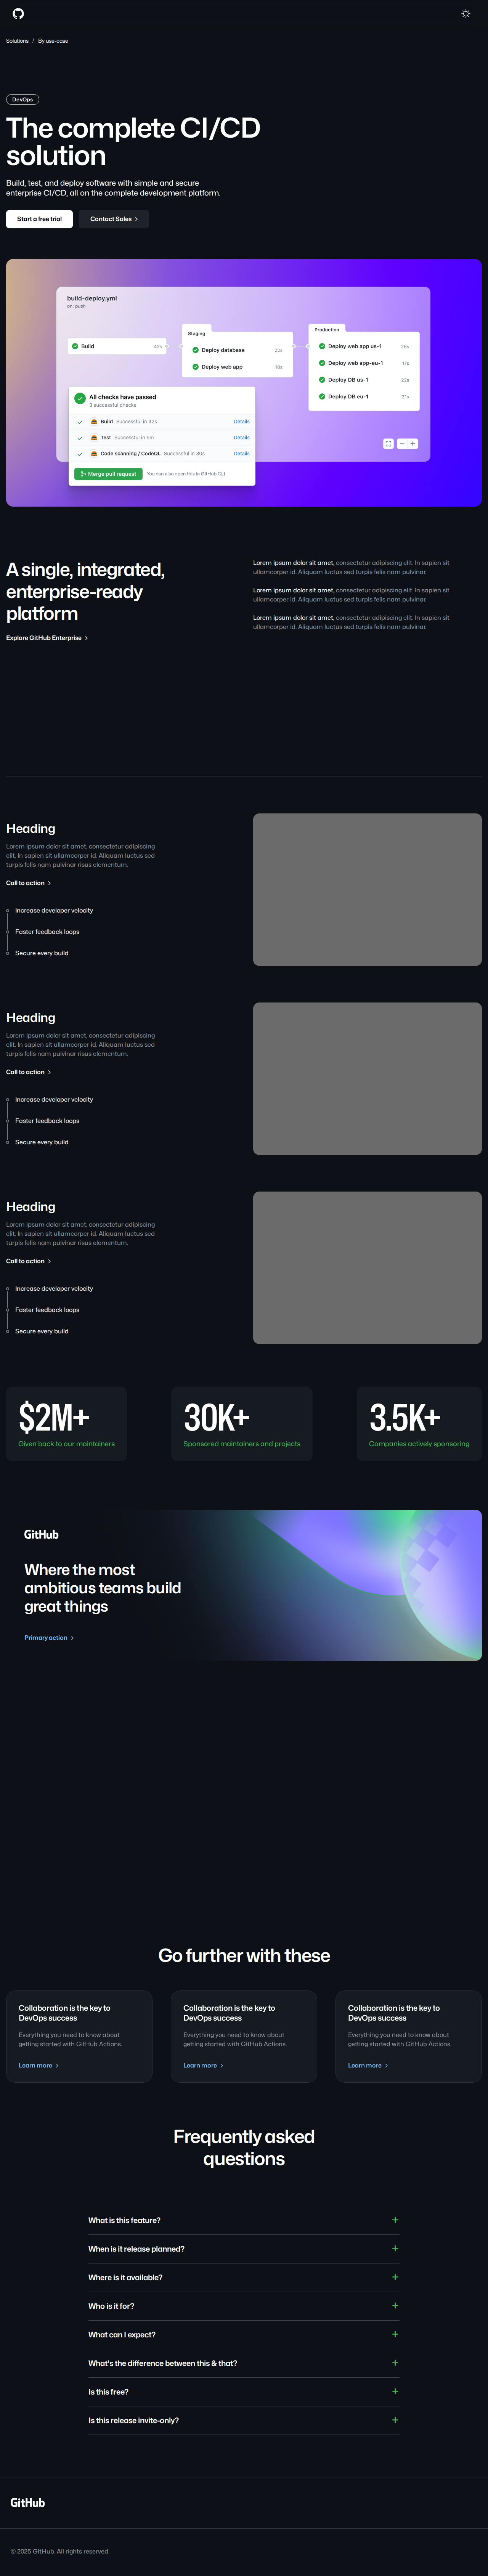 Solutions / By use-case
DevOps
The complete CI/CD
solution
Build, test, and deploy software with simple and secure
enterprise CI/CD, all on the complete development platform.
Start a free trial
Contact Sales
build-deploy.yml
on: push
Build 42s
Staging
Deploy database 22s
Deploy web app 16s
Production
Deploy web app us-1 26s
Deploy web app-eu-1 17s
Deploy DB us-1 22s
Deploy DB eu-1 31s
All checks have passed
3 successful checks
Build Successful in 42s Details
Test Successful in 5m Details
Code scanning / CodeQL Successful in 30s Details
Merge pull request
You can also open this in GitHub CLI
A single, integrated,
enterprise-ready
platform
Explore GitHub Enterprise
Lorem ipsum dolor sit amet, consectetur adipiscing elit. In sapien sit
ullamcorper id. Aliquam luctus sed turpis felis nam pulvinar.
Lorem ipsum dolor sit amet, consectetur adipiscing elit. In sapien sit
ullamcorper id. Aliquam luctus sed turpis felis nam pulvinar.
Lorem ipsum dolor sit amet, consectetur adipiscing elit. In sapien sit
ullamcorper id. Aliquam luctus sed turpis felis nam pulvinar.
Heading
Lorem ipsum dolor sit amet, consectetur adipiscing
elit. In sapien sit ullamcorper id. Aliquam luctus sed
turpis felis nam pulvinar risus elementum.
Call to action
Increase developer velocity
Faster feedback loops
Secure every build
Heading
Lorem ipsum dolor sit amet, consectetur adipiscing
elit. In sapien sit ullamcorper id. Aliquam luctus sed
turpis felis nam pulvinar risus elementum.
Call to action
Increase developer velocity
Faster feedback loops
Secure every build
Heading
Lorem ipsum dolor sit amet, consectetur adipiscing
elit. In sapien sit ullamcorper id. Aliquam luctus sed
turpis felis nam pulvinar risus elementum.
Call to action
Increase developer velocity
Faster feedback loops
Secure every build
$2M+
Given back to our maintainers
30K+
Sponsored maintainers and projects
3.5K+
Companies actively sponsoring
GitHub
Where the most
ambitious teams build
great things
Primary action
Go further with these
Collaboration is the key to
DevOps success
Everything you need to know about
getting started with GitHub Actions.
Learn more
Collaboration is the key to
DevOps success
Everything you need to know about
getting started with GitHub Actions.
Learn more
Collaboration is the key to
DevOps success
Everything you need to know about
getting started with GitHub Actions.
Learn more
Frequently asked
questions
What is this feature?
When is it release planned?
Where is it available?
Who is it for?
What can I expect?
What's the difference between this & that?
Is this free?
Is this release invite-only?
GitHub
© 2025 GitHub. All rights reserved.